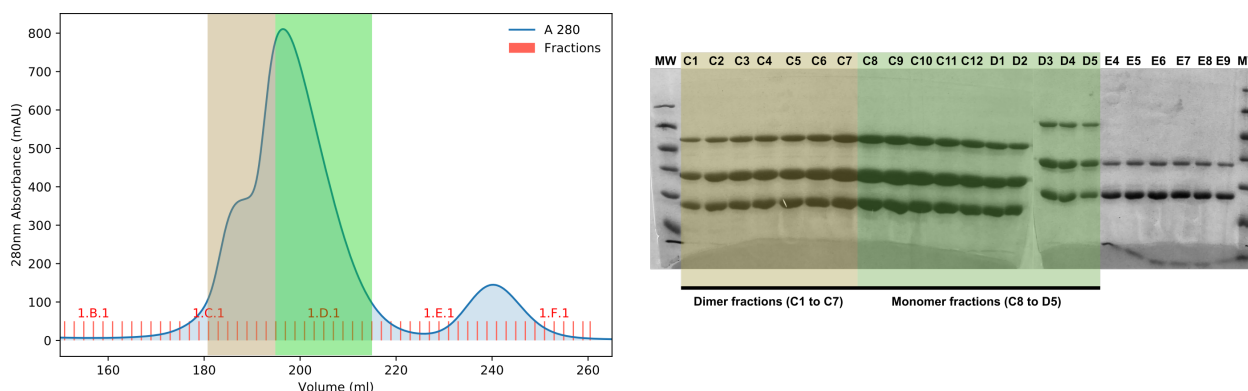 A 280
Fractions
280nm Absorbance (mAU)
800
700
600
500
400
300
200
100
0
1.B.1 1.C.1 1.D.1 1.E.1 1.F.1
160 180 200 220 240 260
Volume (ml)
MW C1 C2 C3 C4 C5 C6 C7 C8 C9 C10 C11 C12 D1 D2 D3 D4 D5 E4 E5 E6 E7 E8 E9
Dimer fractions (C1 to C7) Monomer fractions (C8 to D5)